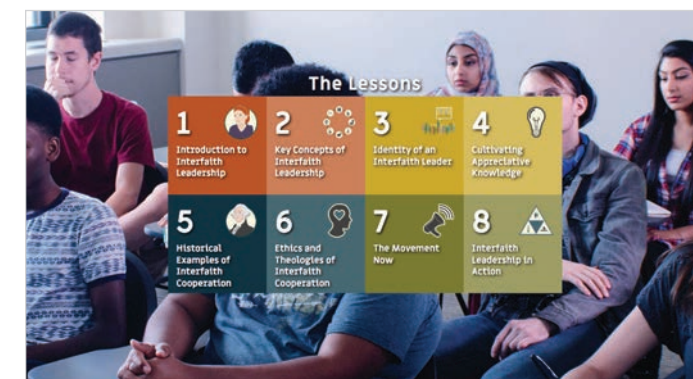 The Lessons
1
Introduction to
Interfaith
Leadership
2
Key Concepts of
Interfaith
Leadership
3
Identity of an
Interfaith Leader
4
Cultivating
Appreciative
Knowledge
5
Historical
Examples of
Interfaith
Cooperation
6
Ethics and
Theologies of
Interfaith
Cooperation
7
The Movement
Now
8
Interfaith
Leadership in
Action